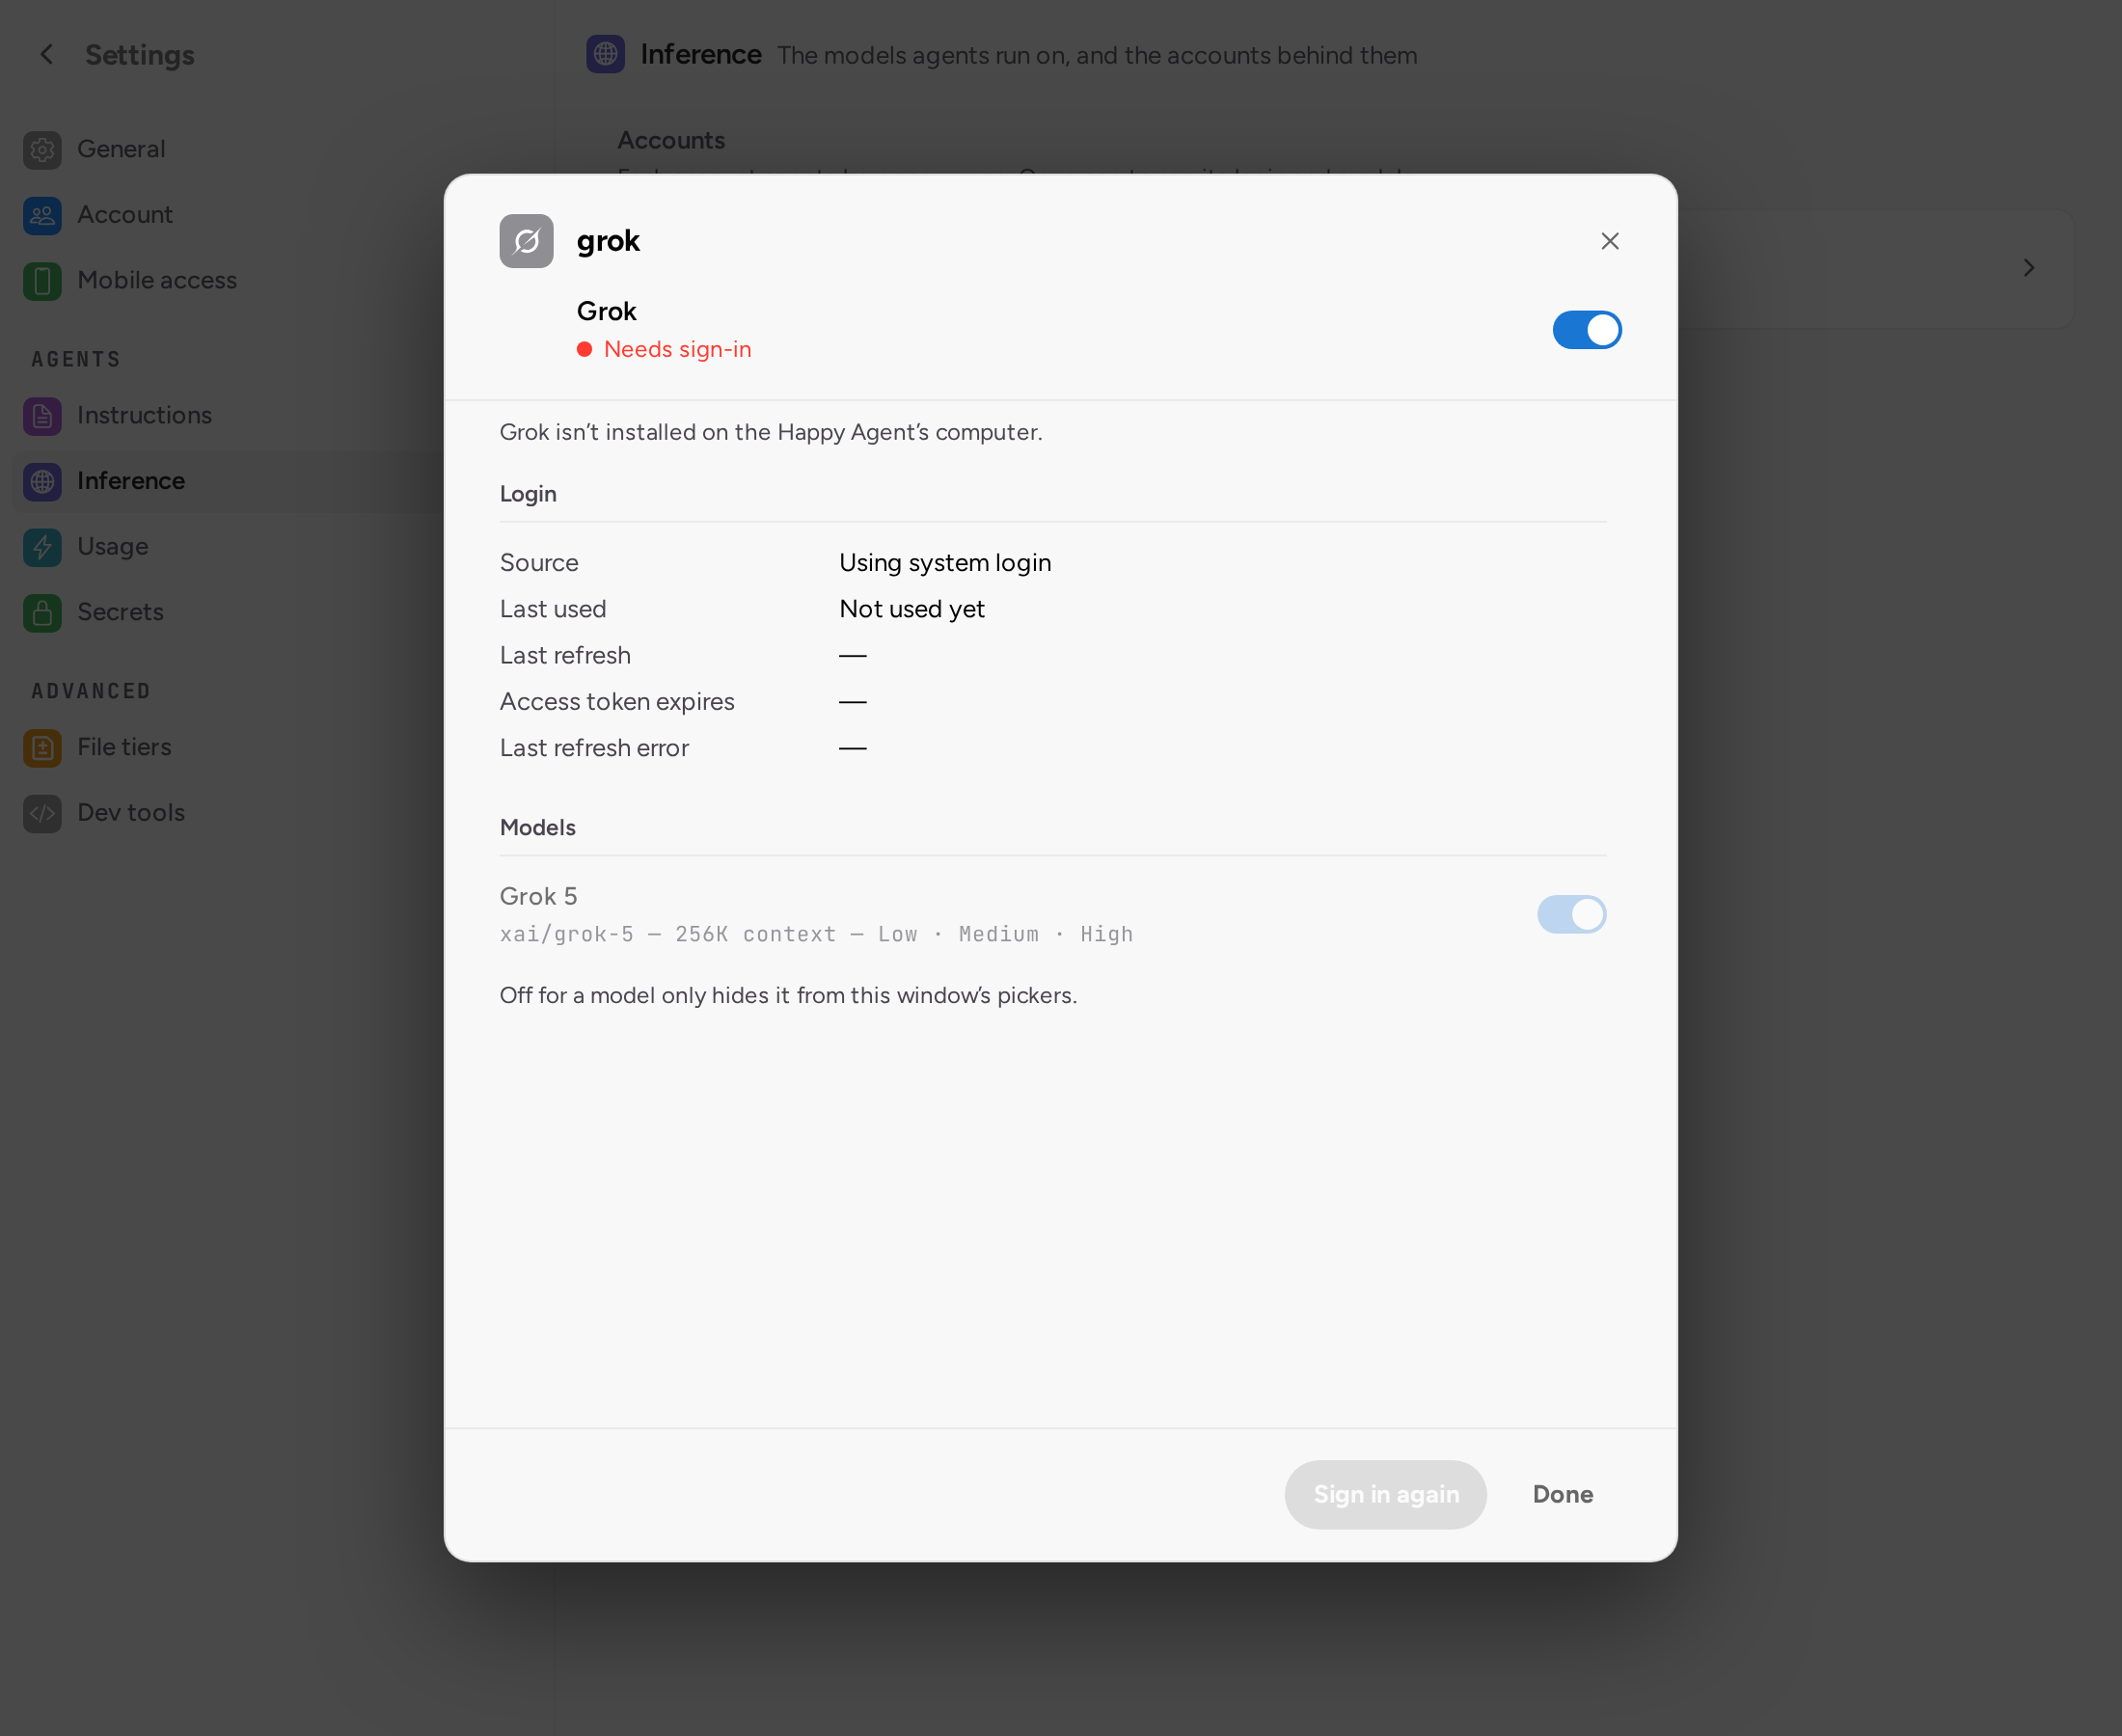 Settings
General
Account
Mobile access
AGENTS
Instructions
Inference
Usage
Secrets
ADVANCED
File tiers
Dev tools
Inference The models agents run on, and the accounts behind them
Accounts
grok
Grok
Needs sign-in
Grok isn’t installed on the Happy Agent’s computer.
Login
Source Using system login
Last used Not used yet
Last refresh —
Access token expires —
Last refresh error —
Models
Grok 5
xai/grok-5 — 256K context — Low · Medium · High
Off for a model only hides it from this window’s pickers.
Sign in again Done